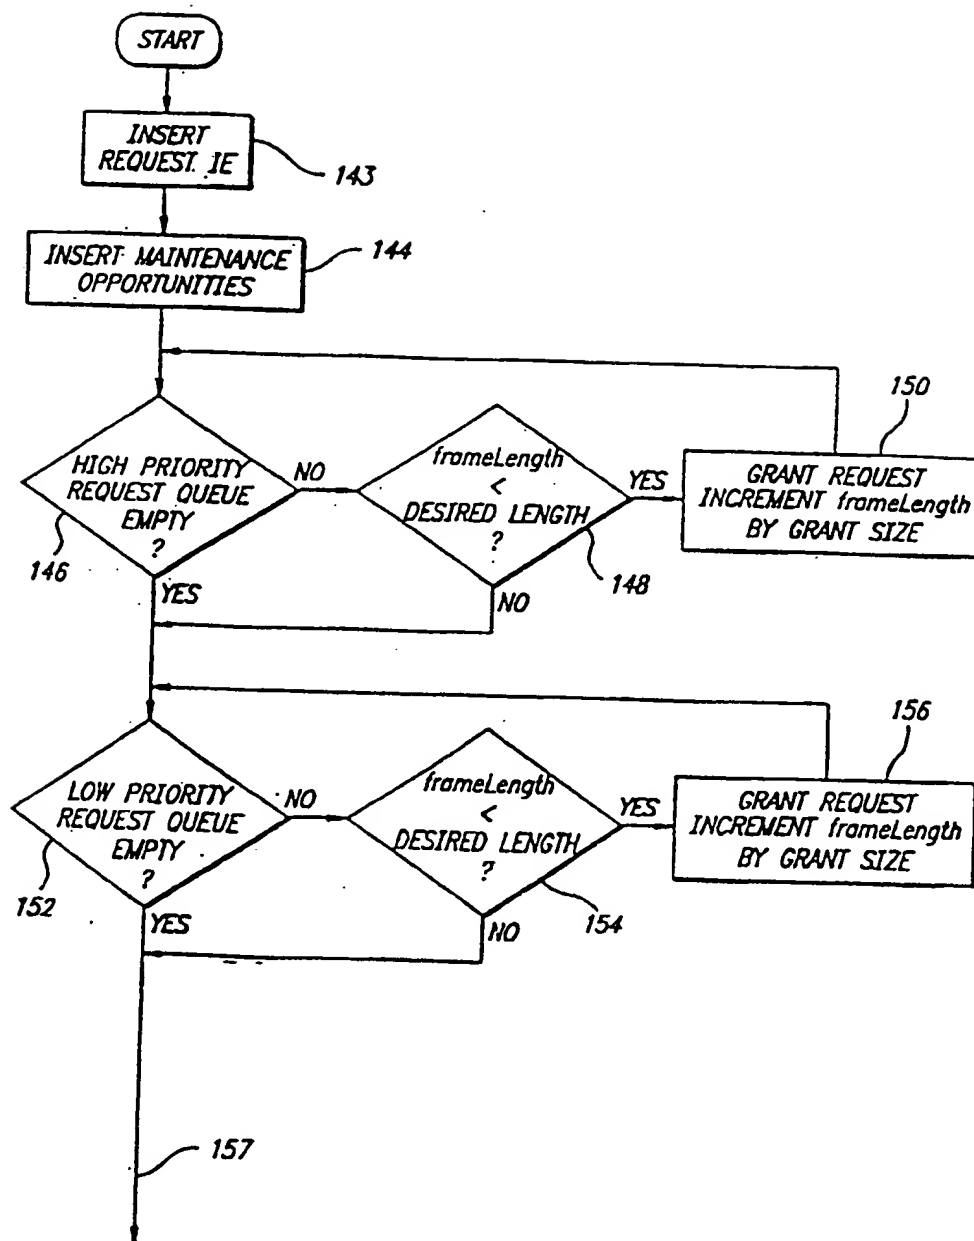 START
INSERT
REQUEST IE
143
INSERT MAINTENANCE
OPPORTUNITIES
144
HIGH PRIORITY
REQUEST QUEUE
EMPTY
?
146
NO
YES
frameLength
<
DESIRED LENGTH
?
148
YES
NO
150
GRANT REQUEST
INCREMENT frameLength
BY GRANT SIZE
LOW PRIORITY
REQUEST QUEUE
EMPTY
?
152
NO
YES
frameLength
<
DESIRED LENGTH
?
154
YES
NO
156
GRANT REQUEST
INCREMENT frameLength
BY GRANT SIZE
157